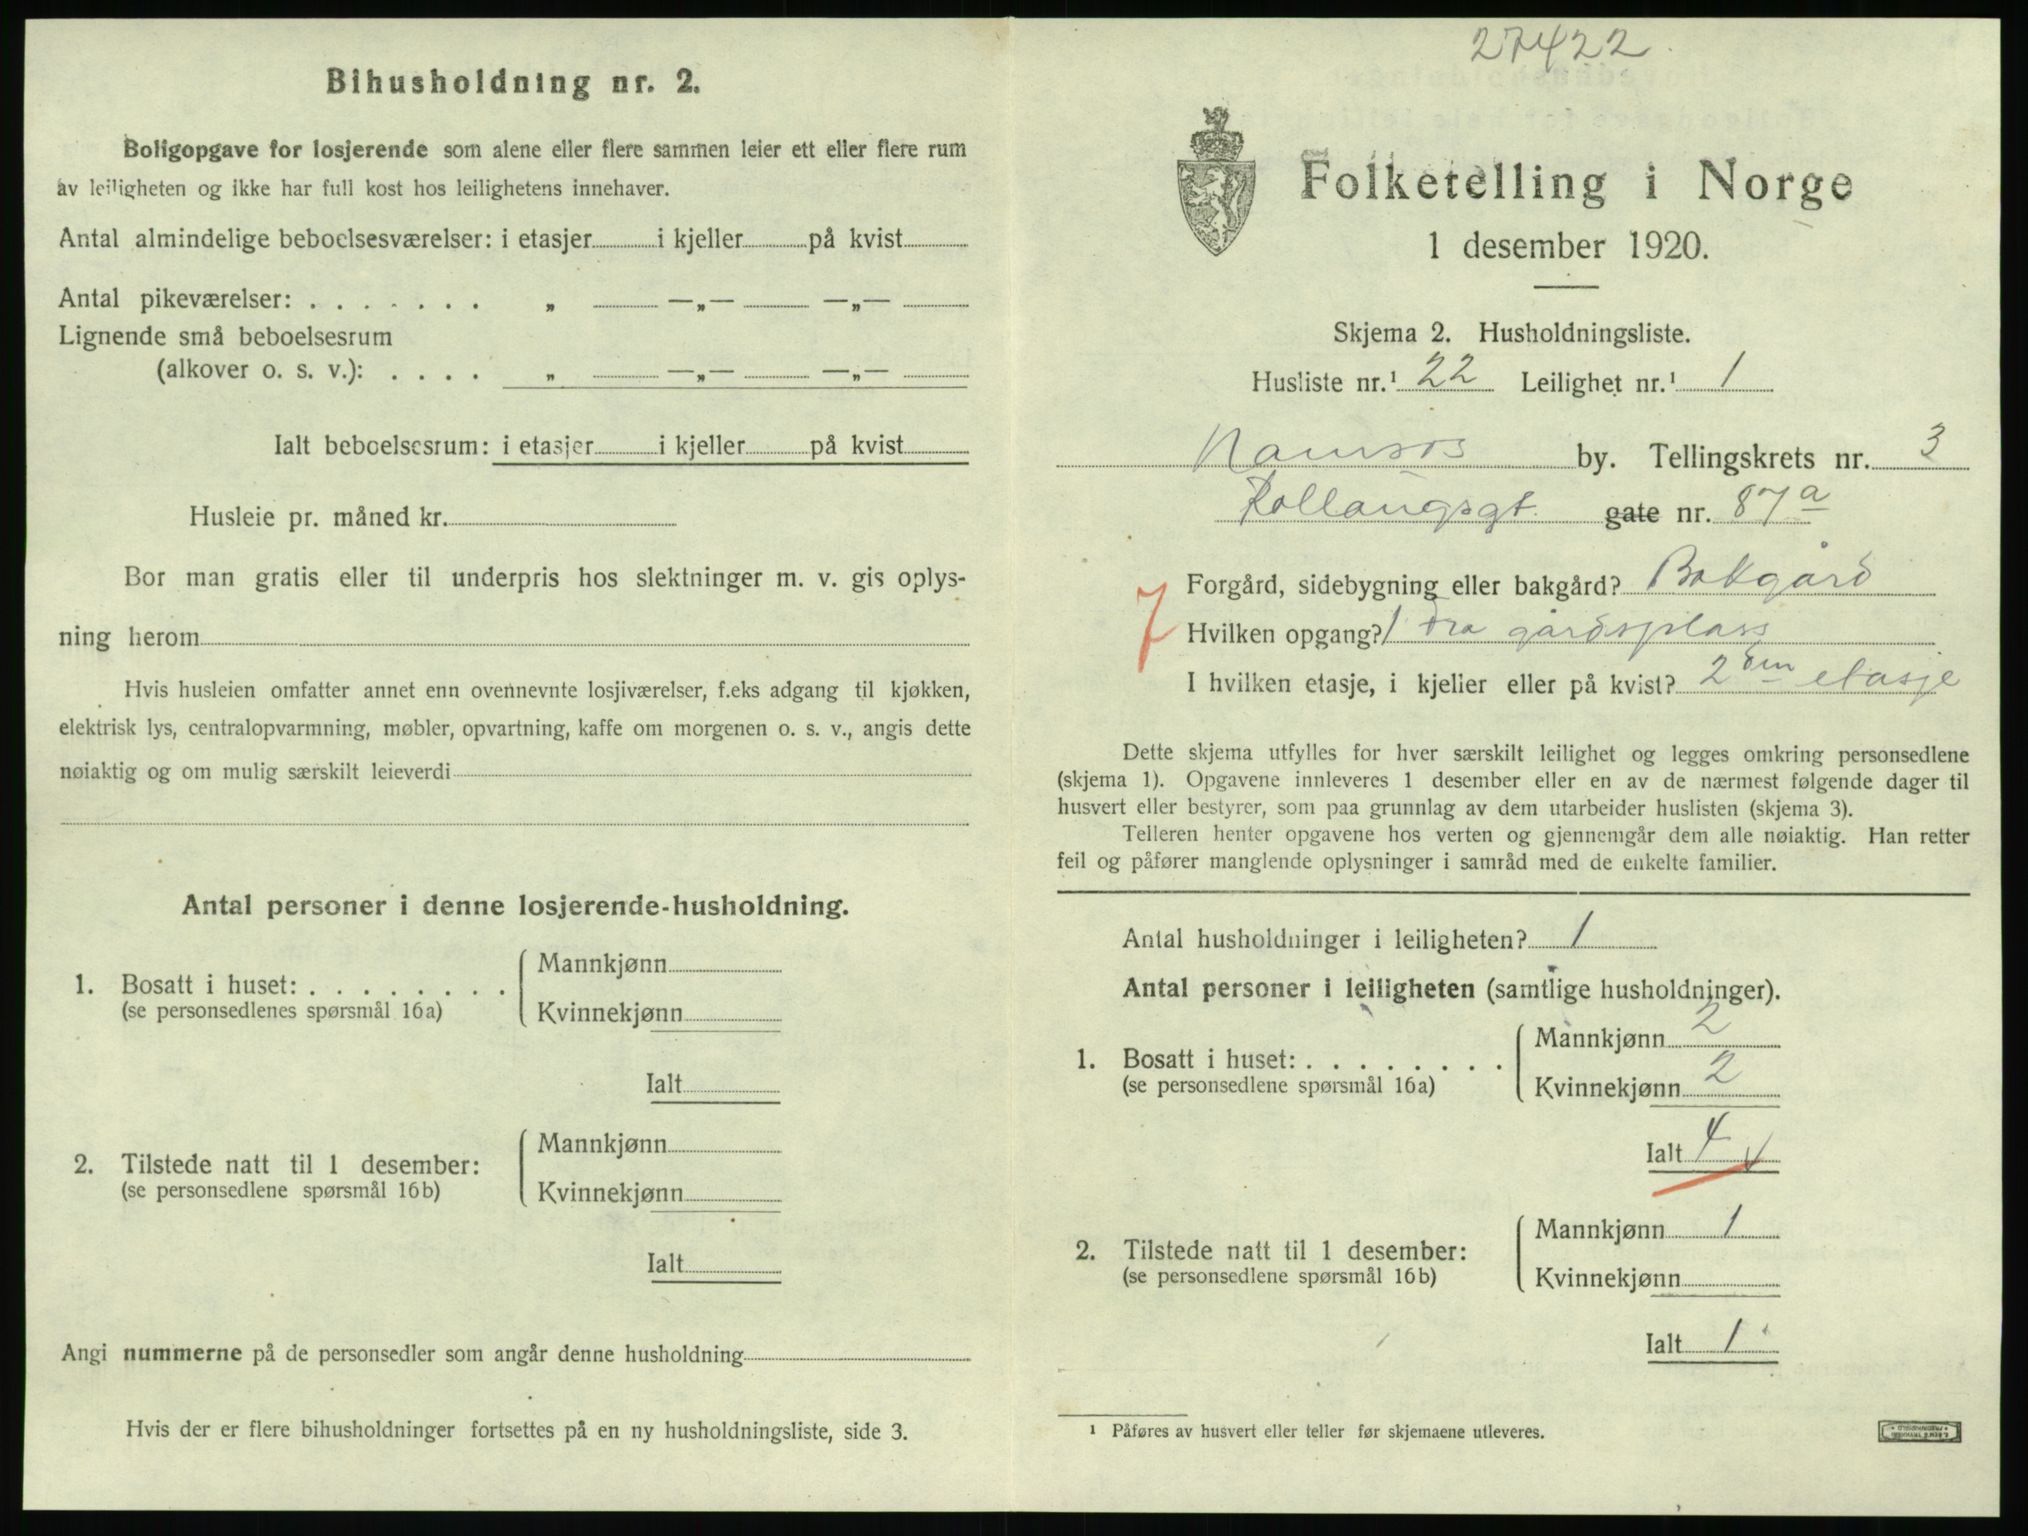 Bihusholdning nr. 2.
Boligopgave for losjerende som alene eller flere sammen leier ett eller flere rum
av leiligheten og ikke har full kost hos leilighetens innehaver.
Antal almindelige beboelsesværelser: i etasjer i kjeller på kvist
Antal pikeværelser: . . . . . . . „ —„— —„—
Lignende små beboelsesrum
(alkover o. s. v.): . . . . „ —„— —„—
Ialt beboelsesrum: i etasjer i kjeller på kvist
Husleie pr. måned kr.
Bor man gratis eller til underpris hos slektninger m. v. gis oplys-
ning herom
Hvis husleien omfatter annet enn ovennevnte losjiværelser, f.eks adgang til kjøkken,
elektrisk lys, centralopvarmning, møbler, opvartning, kaffe om morgenen o. s. v., angis dette
nøiaktig og om mulig særskilt leieverdi
Antal personer i denne losjerende-husholdning.
1. Bosatt i huset: . . . . . . . . Mannkjønn
(se personsedlenes spørsmål 16a) Kvinnekjønn
Ialt
2. Tilstede natt til 1 desember: Mannkjønn
(se personsedlene spørsmål 16b) Kvinnekjønn
Ialt
Angi nummerne på de personsedler som angår denne husholdning
Hvis der er flere bihusholdninger fortsettes på en ny husholdningsliste, side 3.
27422
Folketelling i Norge
1 desember 1920.
Skjema 2. Husholdningsliste.
Husliste nr.¹ 22 Leilighet nr.¹ 1
Namsos by. Tellingskrets nr. 3
gate nr. 87a
Forgård, sidebygning eller bakgård? Bakgård
7 Hvilken opgang? 1 fra gårdsplass
I hvilken etasje, i kjeller eller på kvist? 2den etasje
Dette skjema utfylles for hver særskilt leilighet og legges omkring personsedlene
(skjema 1). Opgavene innleveres 1 desember eller en av de nærmest følgende dager til
husvert eller bestyrer, som paa grunnlag av dem utarbeider huslisten (skjema 3).
Telleren henter opgavene hos verten og gjennemgår dem alle nøiaktig. Han retter
feil og påfører manglende oplysninger i samråd med de enkelte familier.
Antal husholdninger i leiligheten? 1
Antal personer i leiligheten (samtlige husholdninger).
1. Bosatt i huset: . . . . . . . . Mannkjønn 2
(se personsedlene spørsmål 16a) Kvinnekjønn 2
Ialt 4
2. Tilstede natt til 1 desember: Mannkjønn 1
(se personsedlene spørsmål 16b) Kvinnekjønn
Ialt 1
¹ Påføres av husvert eller teller før skjemaene utleveres.